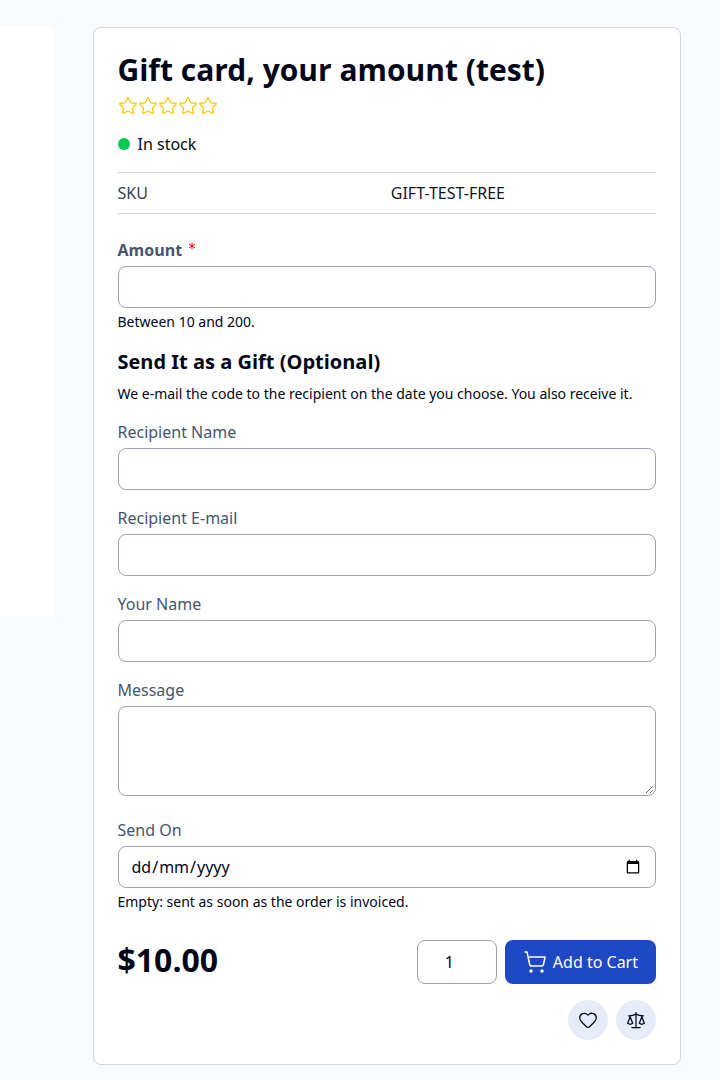 Gift card, your amount (test)
In stock
SKU GIFT-TEST-FREE
Amount *
Between 10 and 200.
Send It as a Gift (Optional)
We e-mail the code to the recipient on the date you choose. You also receive it.
Recipient Name
Recipient E-mail
Your Name
Message
Send On
dd/mm/yyyy
Empty: sent as soon as the order is invoiced.
$10.00 1 Add to Cart